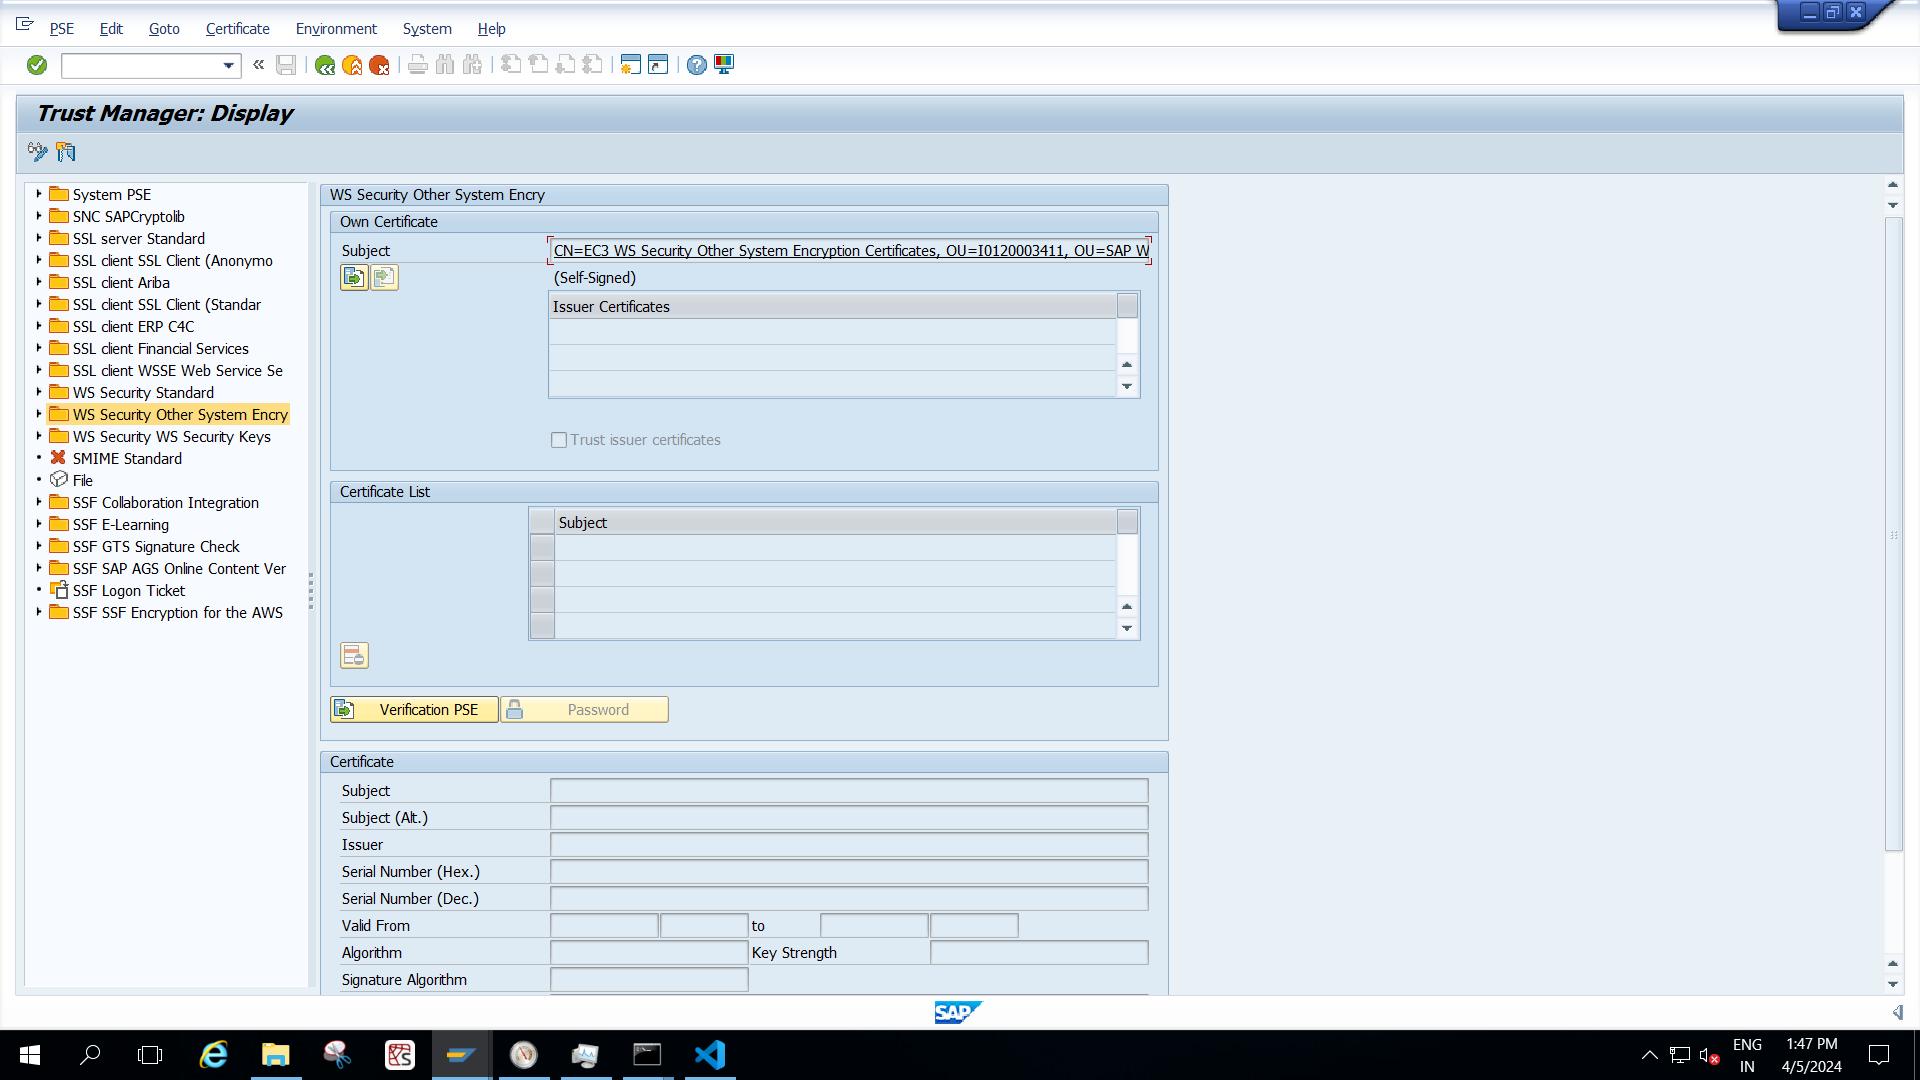 PSE Edit Goto Certificate Environment System Help
Trust Manager: Display
System PSE
SNC SAPCryptolib
SSL server Standard
SSL client SSL Client (Anonymo
SSL client Ariba
SSL client SSL Client (Standar
SSL client ERP C4C
SSL client Financial Services
SSL client WSSE Web Service Se
WS Security Standard
WS Security Other System Encry
WS Security WS Security Keys
SMIME Standard
File
SSF Collaboration Integration
SSF E-Learning
SSF GTS Signature Check
SSF SAP AGS Online Content Ver
SSF Logon Ticket
SSF SSF Encryption for the AWS
WS Security Other System Encry
Own Certificate
Subject CN=EC3 WS Security Other System Encryption Certificates, OU=I0120003411, OU=SAP W
(Self-Signed)
Issuer Certificates
Trust issuer certificates
Certificate List
Subject
Verification PSE Password
Certificate
Subject
Subject (Alt.)
Issuer
Serial Number (Hex.)
Serial Number (Dec.)
Valid From to
Algorithm Key Strength
Signature Algorithm
SAP
ENG 1:47 PM
IN 4/5/2024